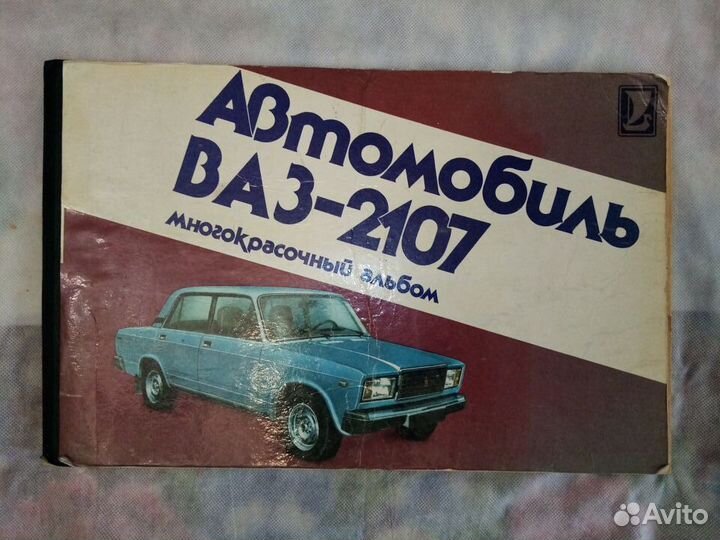 Автомобиль
ВАЗ-2107
многокрасочный альбом
Avito